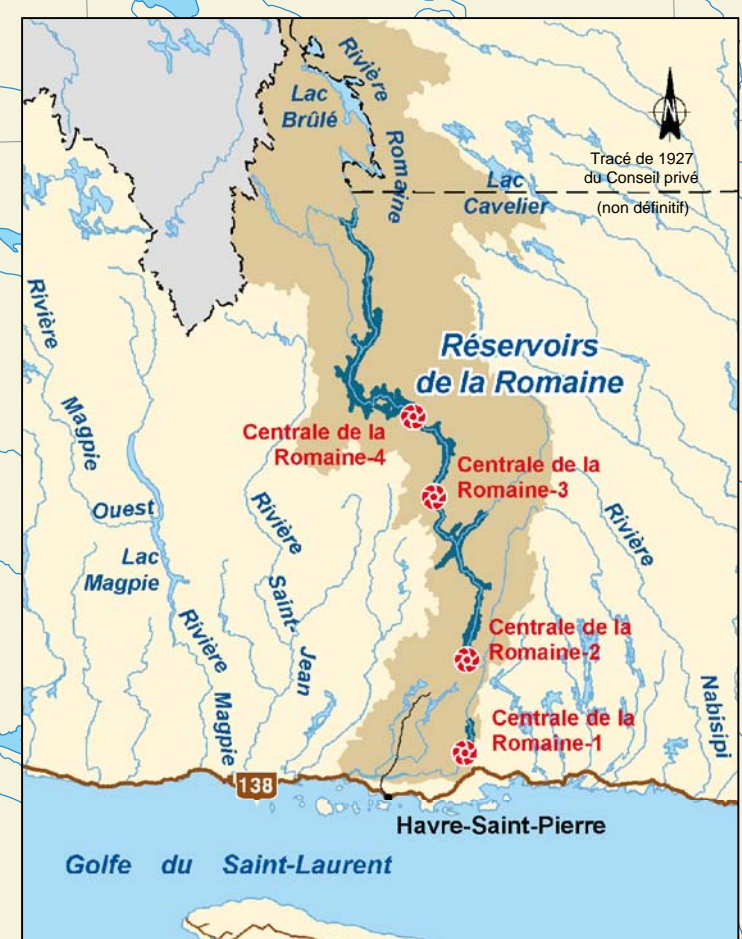 Rivière
Romaine
Lac
Brûlé
N
Tracé de 1927
du Conseil privé
(non définitif)
Lac
Cavelier
Rivière
Magpie
Ouest
Réservoirs
de la Romaine
Centrale de la
Romaine-4
Centrale de la
Romaine-3
Lac
Magpie
Rivière
Saint-
Jean
Rivière
Nabisipi
Rivière
Magpie
Centrale de la
Romaine-2
Centrale de la
Romaine-1
138
Havre-Saint-Pierre
Golfe du Saint-Laurent